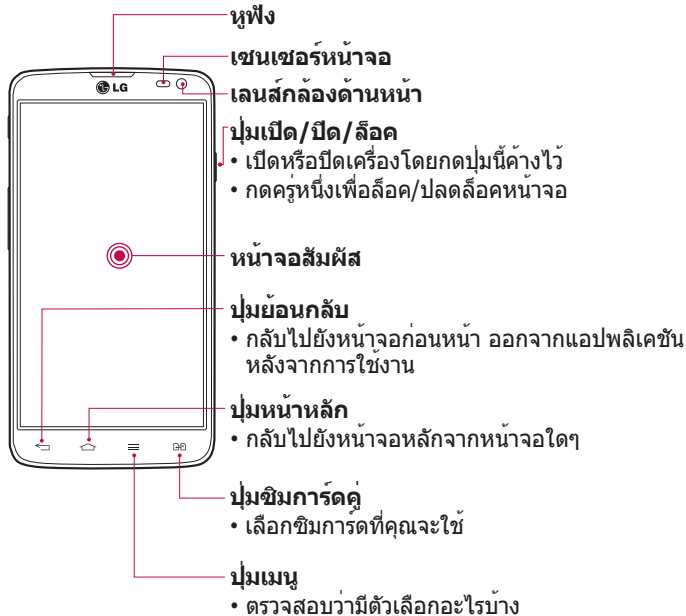 หูฟัง
เซนเซอร์หน้าจอ
LG
เลนส์กล้องด้านหน้า
ปุ่มเปิด/ปิด/ล็อค
• เปิดหรือปิดเครื่องโดยกดปุ่มนี้ค้างไว้
• กดครู่หนึ่งเพื่อล็อค/ปลดล็อคหน้าจอ
หน้าจอสัมผัส
ปุ่มย้อนกลับ
• กลับไปยังหน้าจอก่อนหน้า ออกจากแอปพลิเคชัน
หลังจากการใช้งาน
ปุ่มหน้าหลัก
• กลับไปยังหน้าจอหลักจากหน้าจอใดๆ
ปุ่มซิมการ์ดคู่
• เลือกซิมการ์ดที่คุณจะใช้
ปุ่มเมนู
• ตรวจสอบว่ามีตัวเลือกอะไรบ้าง